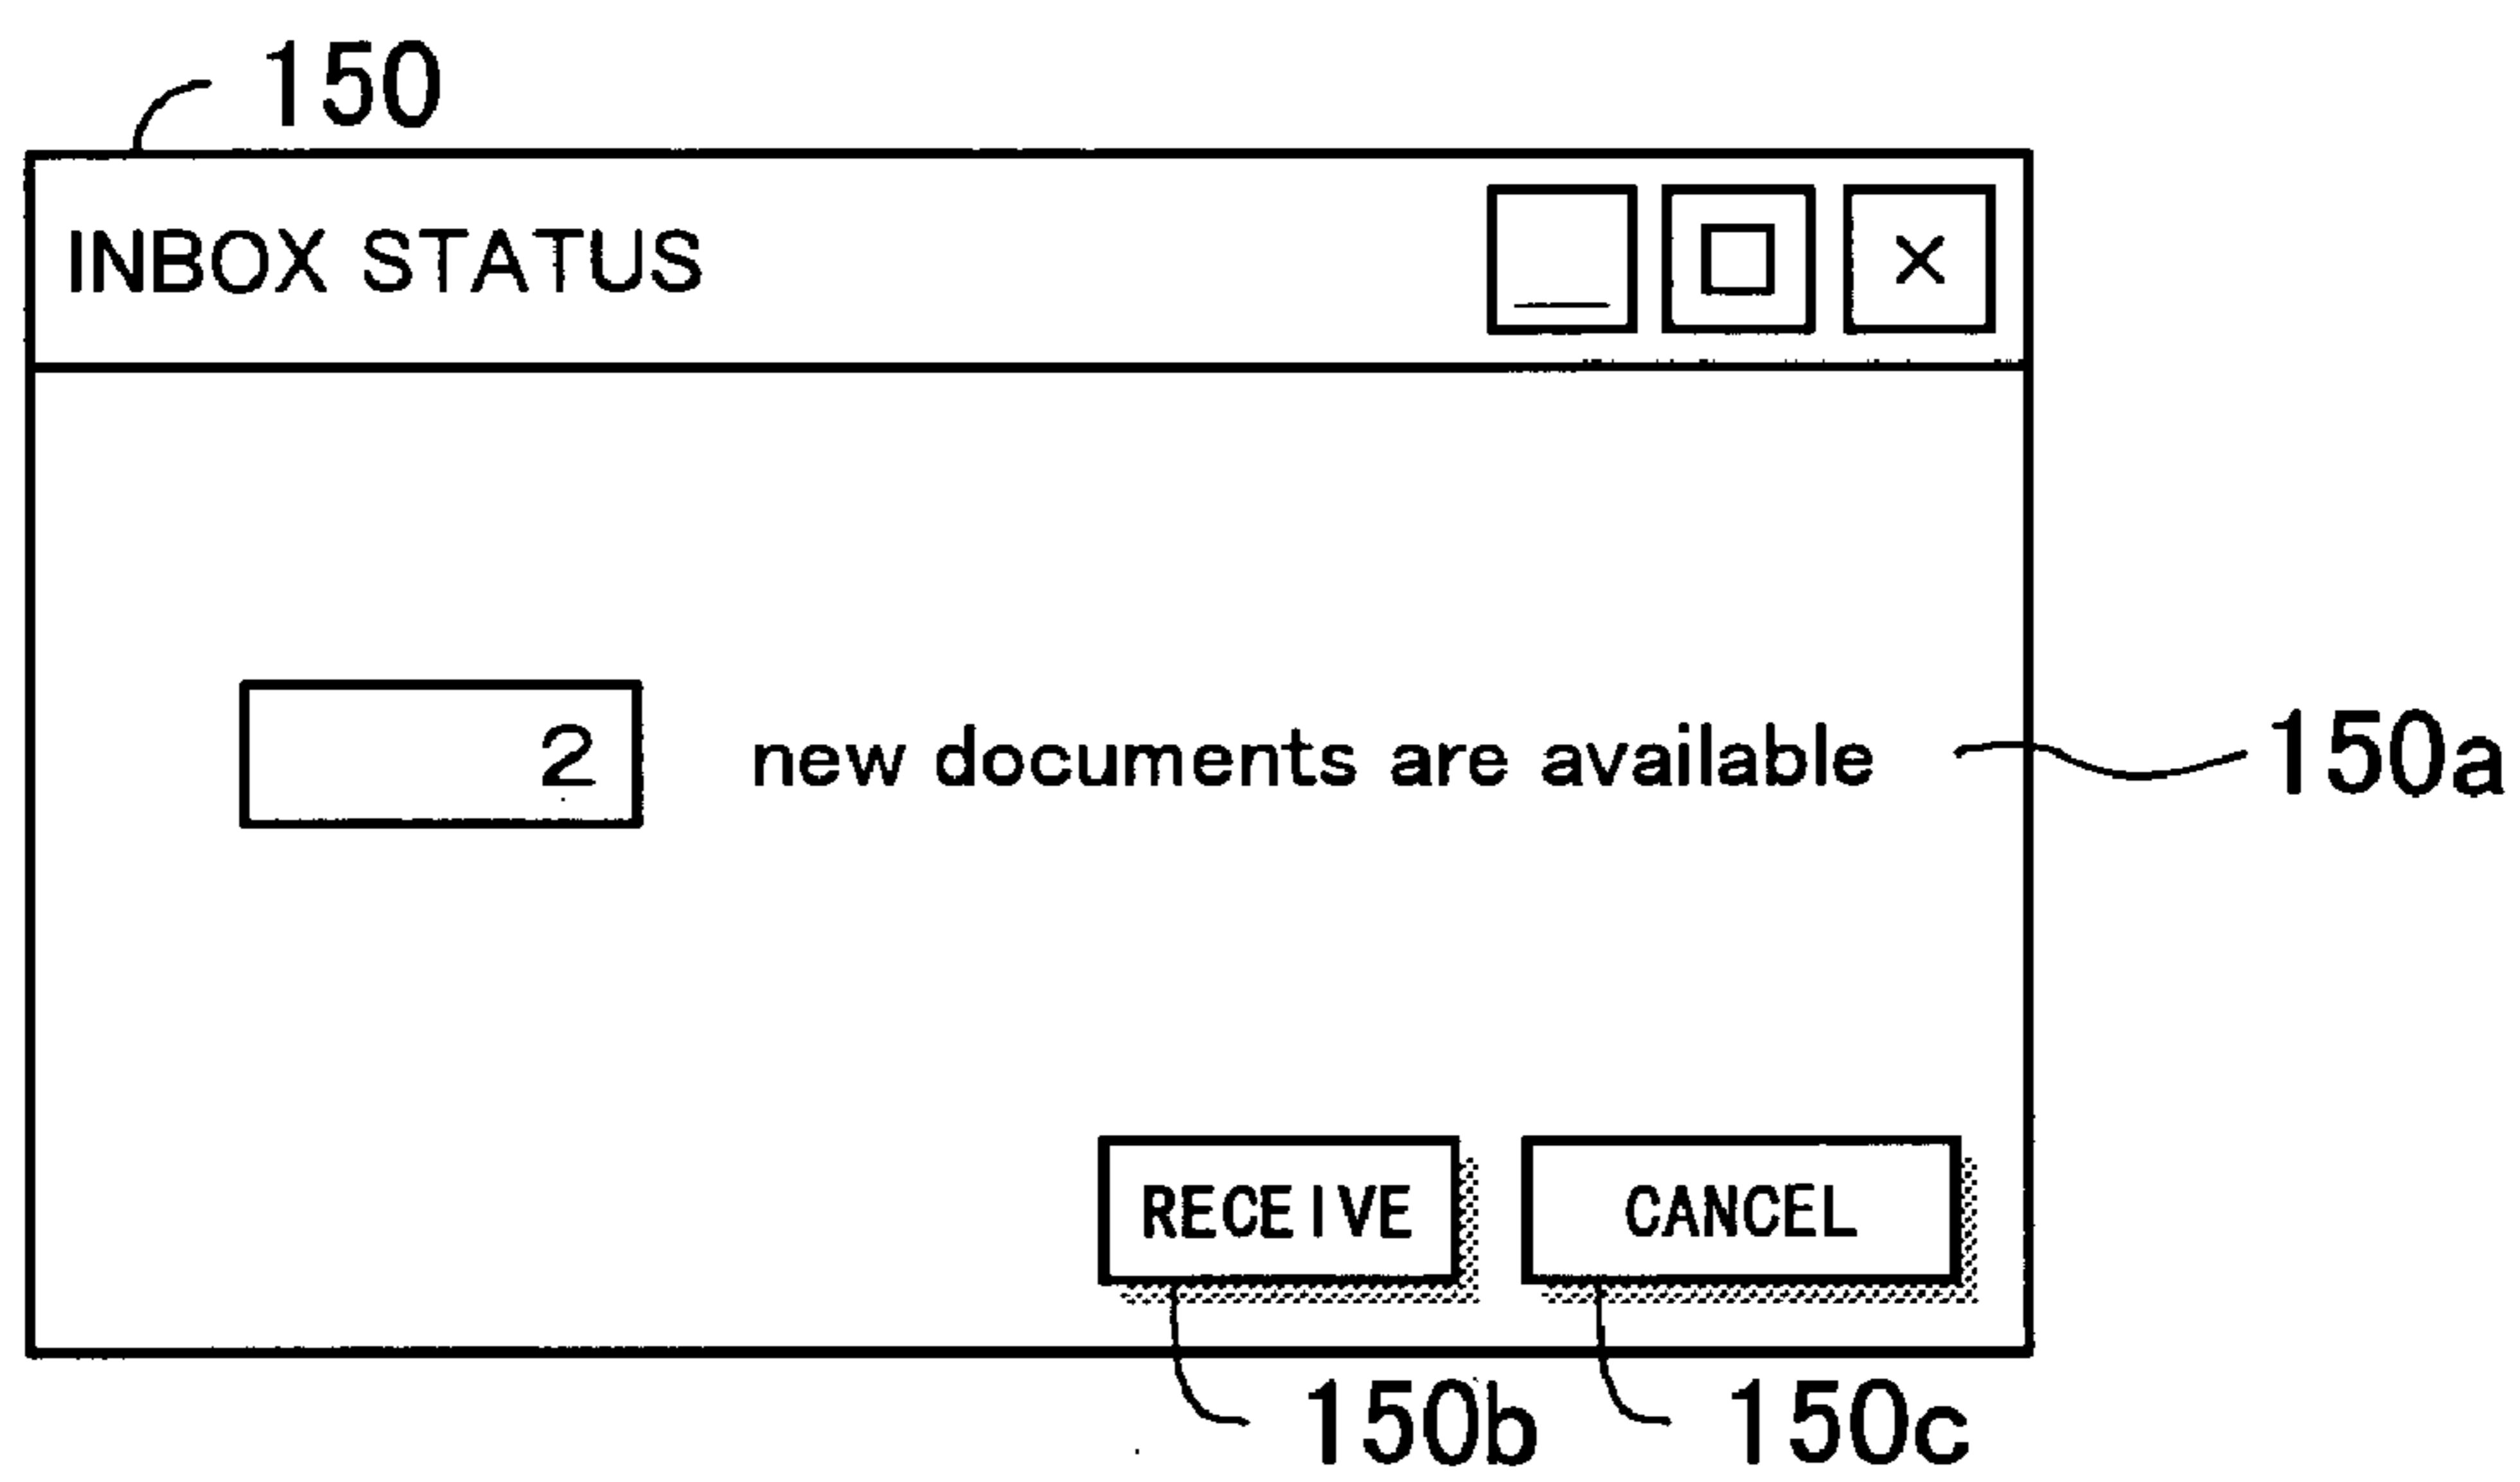 150
INBOX STATUS
2 new documents are available
150a
RECEIVE CANCEL
150b 150c